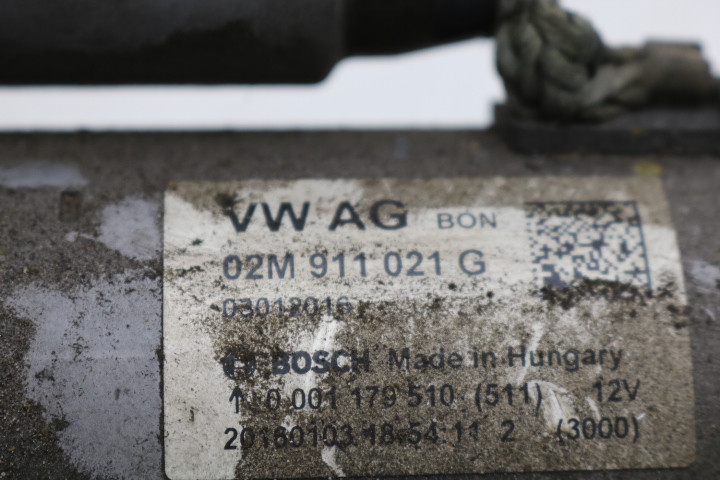 VW AG BON
02M 911 021 G
03012016
BOSCH Made in Hungary
↑ 0 001 179 510 (511) 12V
20160103 18-54-11 2 (3000)